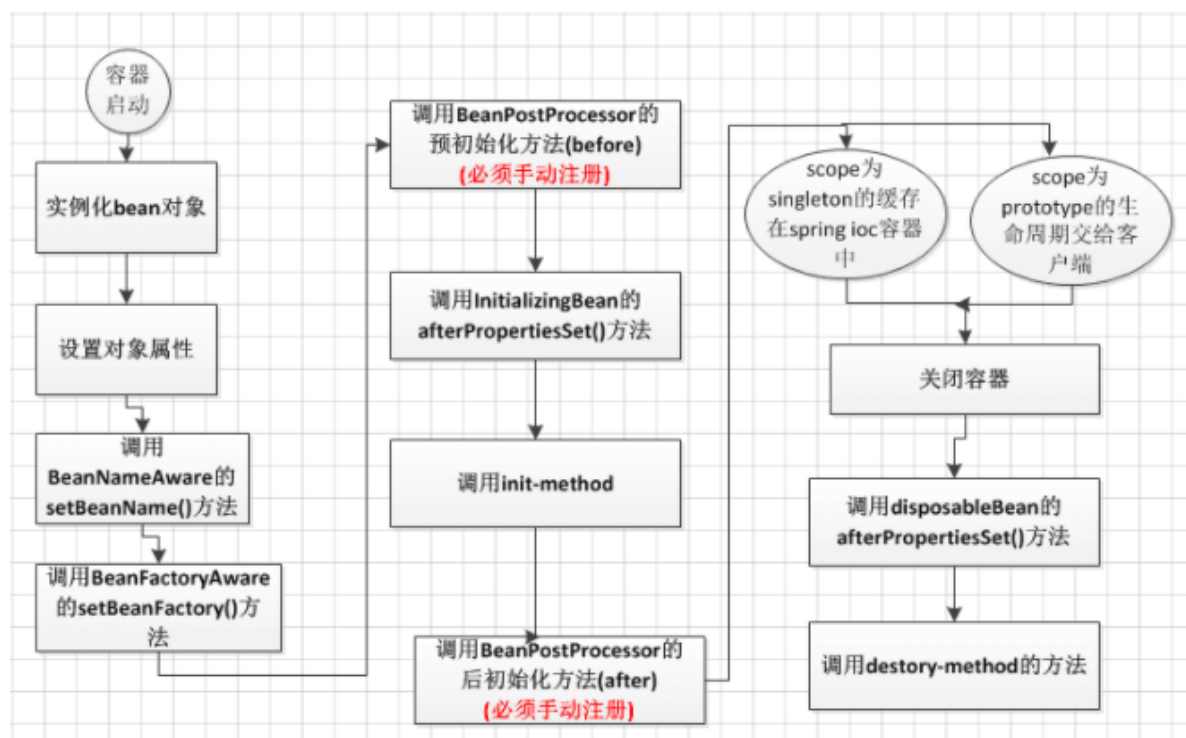 容器
启动
实例化bean对象
设置对象属性
调用
BeanNameAware的
setBeanName()方法
调用BeanFactoryAware
的setBeanFactory()方
法
调用BeanPostProcessor的
预初始化方法(before)
(必须手动注册)
调用InitializingBean的
afterPropertiesSet()方法
调用init-method
调用BeanPostProcessor的
后初始化方法(after)
(必须手动注册)
scope为
singleton的缓存
在spring ioc容器
中
scope为
prototype的生
命周期交给客
户端
关闭容器
调用disposableBean的
afterPropertiesSet()方法
调用destory-method的方法